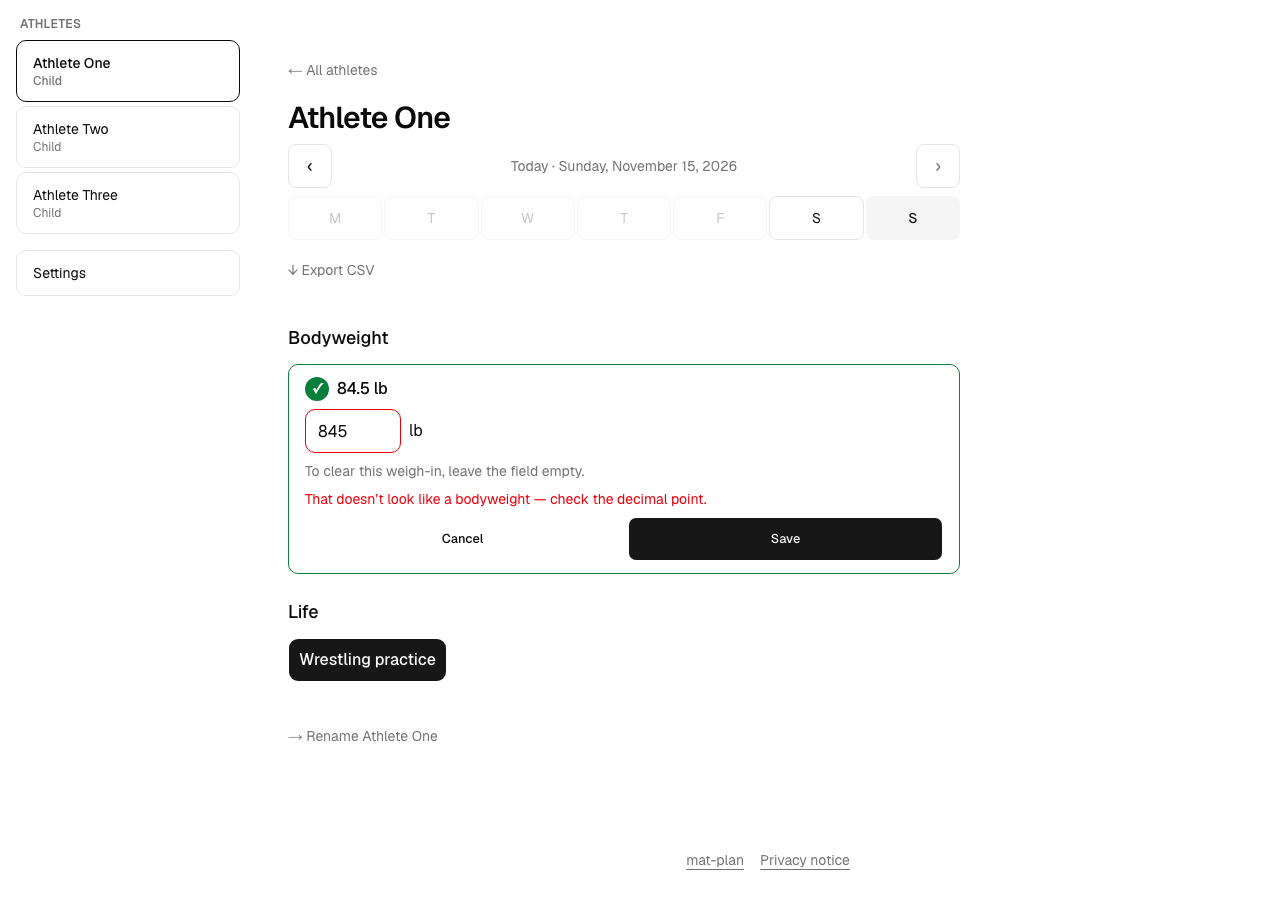 ATHLETES
Athlete One
Child
Athlete Two
Child
Athlete Three
Child
Settings
← All athletes
Athlete One
‹ Today · Sunday, November 15, 2026 ›
M T W T F S S
↓ Export CSV
Bodyweight
✓ 84.5 lb
845 lb
To clear this weigh-in, leave the field empty.
That doesn't look like a bodyweight — check the decimal point.
Cancel Save
Life
Wrestling practice
→ Rename Athlete One
mat-plan Privacy notice